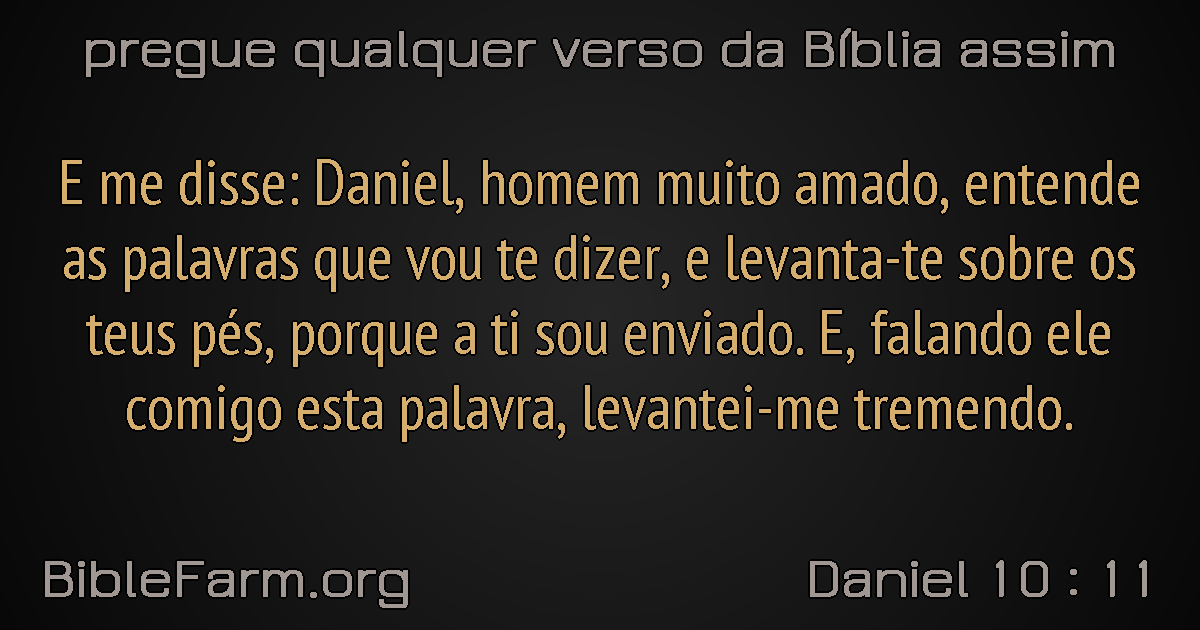 pregue qualquer verso da Bíblia assim
E me disse: Daniel, homem muito amado, entende
as palavras que vou te dizer, e levanta-te sobre os
teus pés, porque a ti sou enviado. E, falando ele
comigo esta palavra, levantei-me tremendo.
BibleFarm.org
Daniel 10 : 11